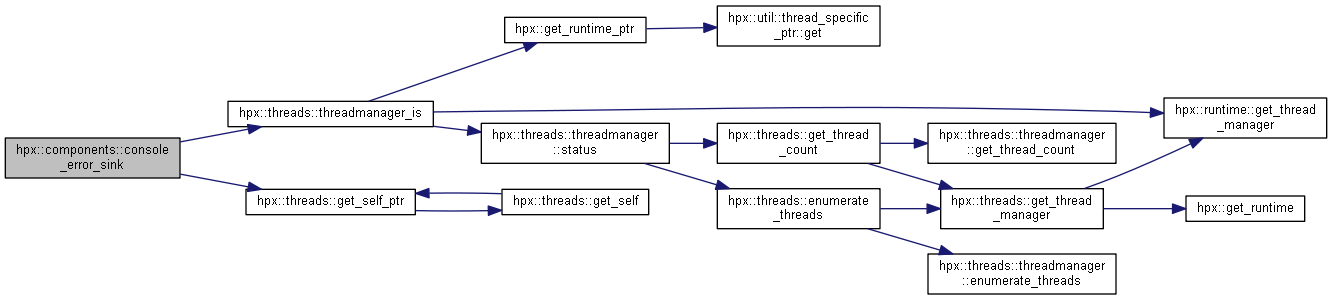 hpx::components::console
_error_sink
hpx::threads::threadmanager_is
hpx::get_runtime_ptr
hpx::util::thread_specific
_ptr::get
hpx::runtime::get_thread
_manager
hpx::threads::threadmanager
::status
hpx::threads::get_thread
_count
hpx::threads::threadmanager
::get_thread_count
hpx::threads::enumerate
_threads
hpx::threads::get_thread
_manager
hpx::get_runtime
hpx::threads::threadmanager
::enumerate_threads
hpx::threads::get_self_ptr
hpx::threads::get_self